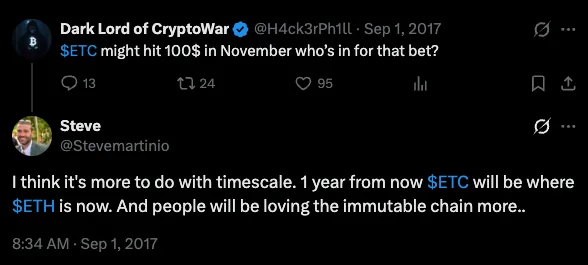 Dark Lord of CryptoWar @H4ck3rPh1ll · Sep 1, 2017
$ETC might hit 100$ in November who's in for that bet?
13 24 95
Steve
@Stevemartinio
I think it's more to do with timescale. 1 year from now $ETC will be where
$ETH is now. And people will be loving the immutable chain more..
8:34 AM · Sep 1, 2017